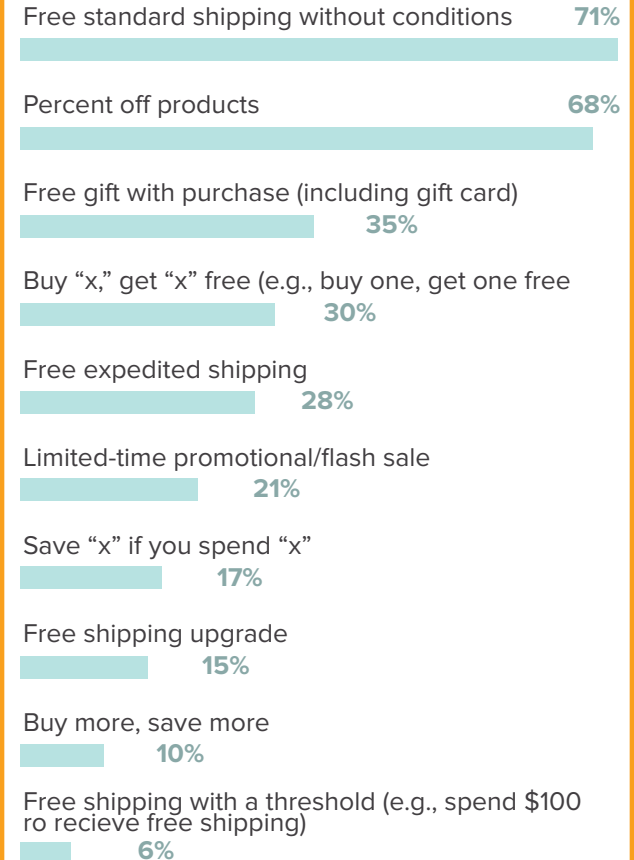 Free standard shipping without conditions 71%
Percent off products 68%
Free gift with purchase (including gift card)
35%
Buy “x,” get “x” free (e.g., buy one, get one free
30%
Free expedited shipping
28%
Limited-time promotional/flash sale
21%
Save “x” if you spend “x”
17%
Free shipping upgrade
15%
Buy more, save more
10%
Free shipping with a threshold (e.g., spend $100
ro recieve free shipping)
6%